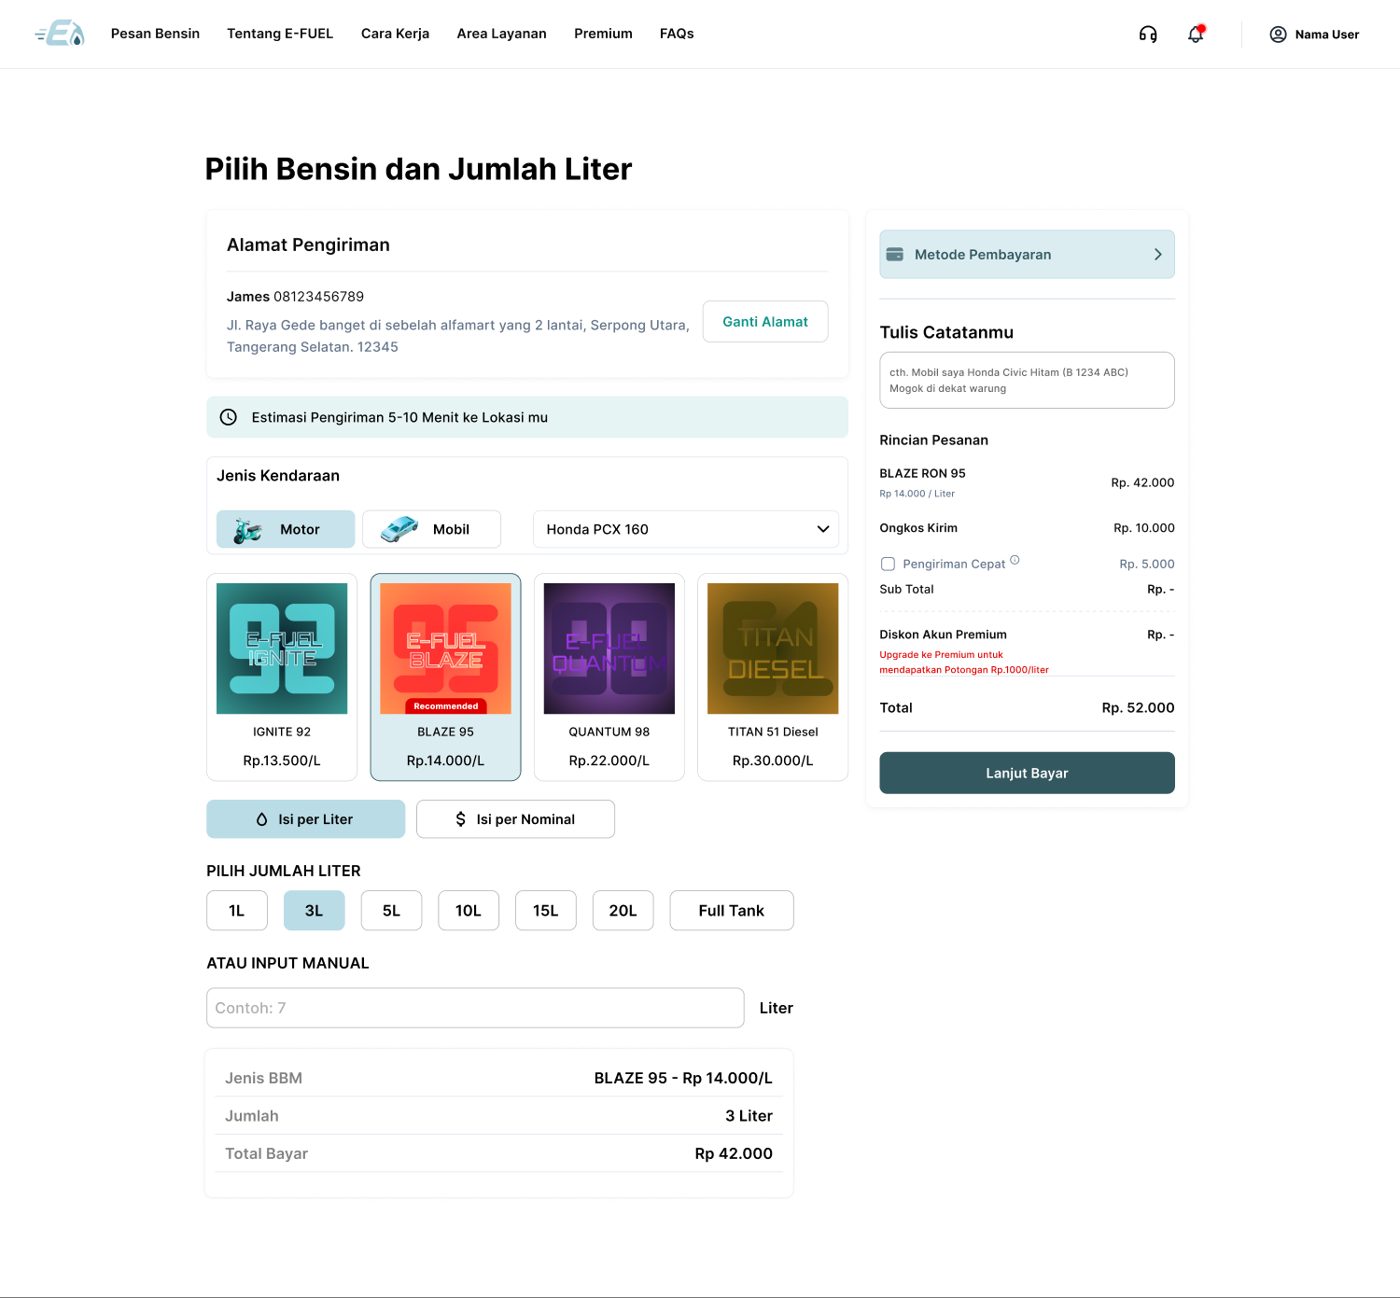 Pesan Bensin
Tentang E-FUEL
Cara Kerja
Area Layanan
Premium
FAQs
Nama User
Pilih Bensin dan Jumlah Liter
Alamat Pengiriman
James 08123456789
Jl. Raya Gede banget di sebelah alfamart yang 2 lantai, Serpong Utara,
Tangerang Selatan. 12345
Ganti Alamat
Estimasi Pengiriman 5-10 Menit ke Lokasi mu
Jenis Kendaraan
Motor
Mobil
Honda PCX 160
92
E-FUEL
IGNITE
IGNITE 92
Rp.13.500/L
95
E-FUEL
BLAZE
Recommended
BLAZE 95
Rp.14.000/L
98
E-FUEL
QUANTUM
QUANTUM 98
Rp.22.000/L
51
TITAN
DIESEL
TITAN 51 Diesel
Rp.30.000/L
Isi per Liter
$ Isi per Nominal
PILIH JUMLAH LITER
1L
3L
5L
10L
15L
20L
Full Tank
ATAU INPUT MANUAL
Contoh: 7
Liter
Jenis BBM
BLAZE 95 - Rp 14.000/L
Jumlah
3 Liter
Total Bayar
Rp 42.000
Metode Pembayaran
Tulis Catatanmu
cth. Mobil saya Honda Civic Hitam (B 1234 ABC)
Mogok di dekat warung
Rincian Pesanan
BLAZE RON 95
Rp 14.000 / Liter
Rp. 42.000
Ongkos Kirim
Rp. 10.000
Pengiriman Cepat
Rp. 5.000
Sub Total
Rp. -
Diskon Akun Premium
Rp. -
Upgrade ke Premium untuk
mendapatkan Potongan Rp.1000/liter
Total
Rp. 52.000
Lanjut Bayar